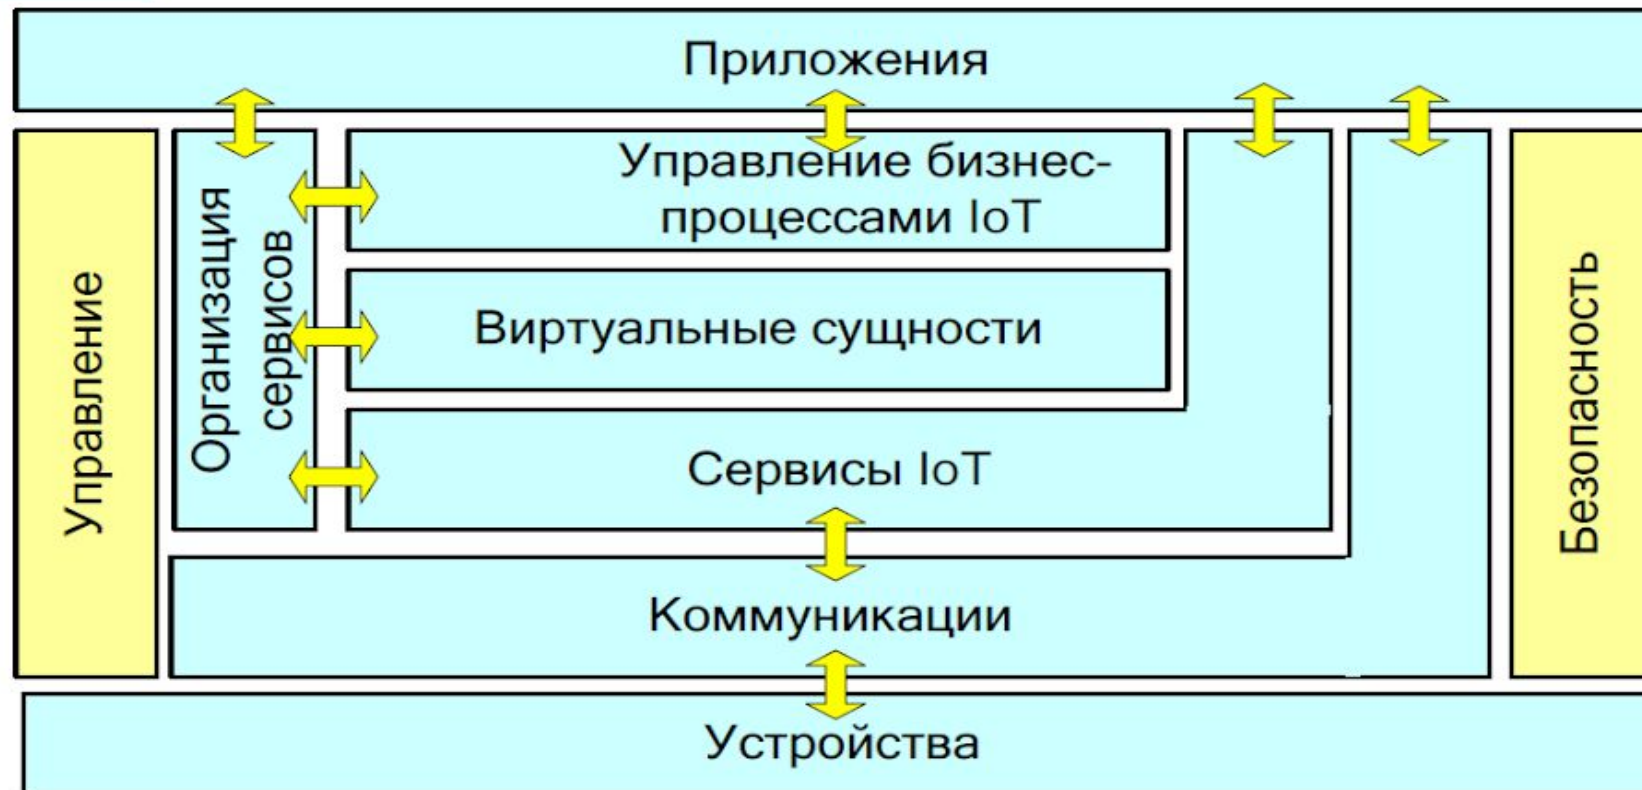 Приложения
Управление
Организация
сервисов
Управление бизнес-
процессами IoT
Виртуальные сущности
Сервисы IoT
Коммуникации
Безопасность
Устройства